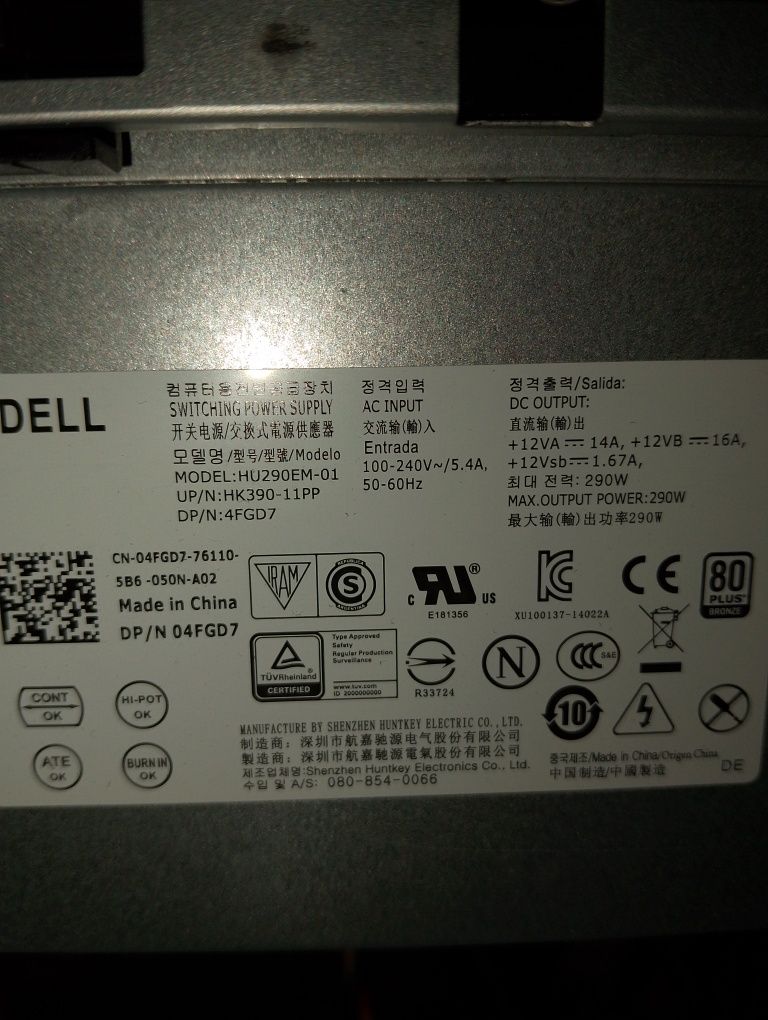 DELL
컴퓨터용전원공급장치
SWITCHING POWER SUPPLY
开关电源/交換式電源供應器
모델명/型号/型號/Modelo
MODEL:HU290EM-01
UP/N:HK390-11PP
DP/N:4FGD7
정격입력
AC INPUT
交流输(輸)入
Entrada
100-240V~/5.4A,
50-60Hz
정격출력/Salida:
DC OUTPUT:
直流输(輸)出
+12VA ⎓ 14A, +12VB ⎓ 16A,
+12Vsb ⎓ 1.67A,
최대 전력: 290W
MAX.OUTPUT POWER:290W
最大输(輸)出功率290W
CN-04FGD7-76110-
5B6 -050N-A02
Made in China
DP/N 04FGD7
IRAM
REPUBLICA
S
ARGENTINA
c RU ® US
E181356
KC
XU100137-14022A
CE
80
PLUS
BRONZE
TÜVRheinland ®
CERTIFIED
Type Approved
Safety
Regular Production
Surveillance
www.tuv.com
ID 2000000000
R33724
N
CCC S&E
10
CONT
OK
HI-POT
OK
ATE
OK
BURN IN
OK
MANUFACTURE BY SHENZHEN HUNTKEY ELECTRIC CO., LTD.
制造商: 深圳市航嘉驰源电气股份有限公司
製造商: 深圳市航嘉馳源電氣股份有限公司
제조업체명:Shenzhen Huntkey Electronics Co., Ltd.
수입 및 A/S: 080-854-0066
중국제조/Made in China/Origen China
中国制造/中國製造
DE